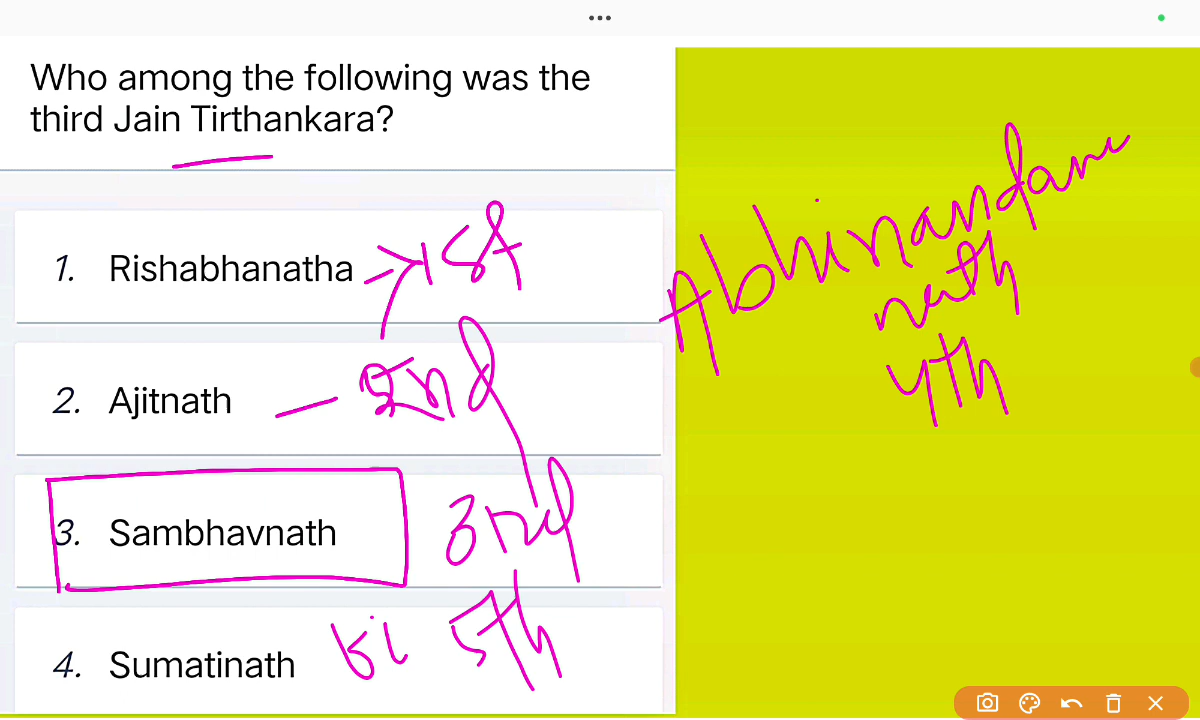 Who among the following was the
third Jain Tirthankara?
1. Rishabhanatha 1st
2. Ajitnath 2nd
3. Sambhavnath 3rd
4. Sumatinath 5th
Abhinandan
nath
4th